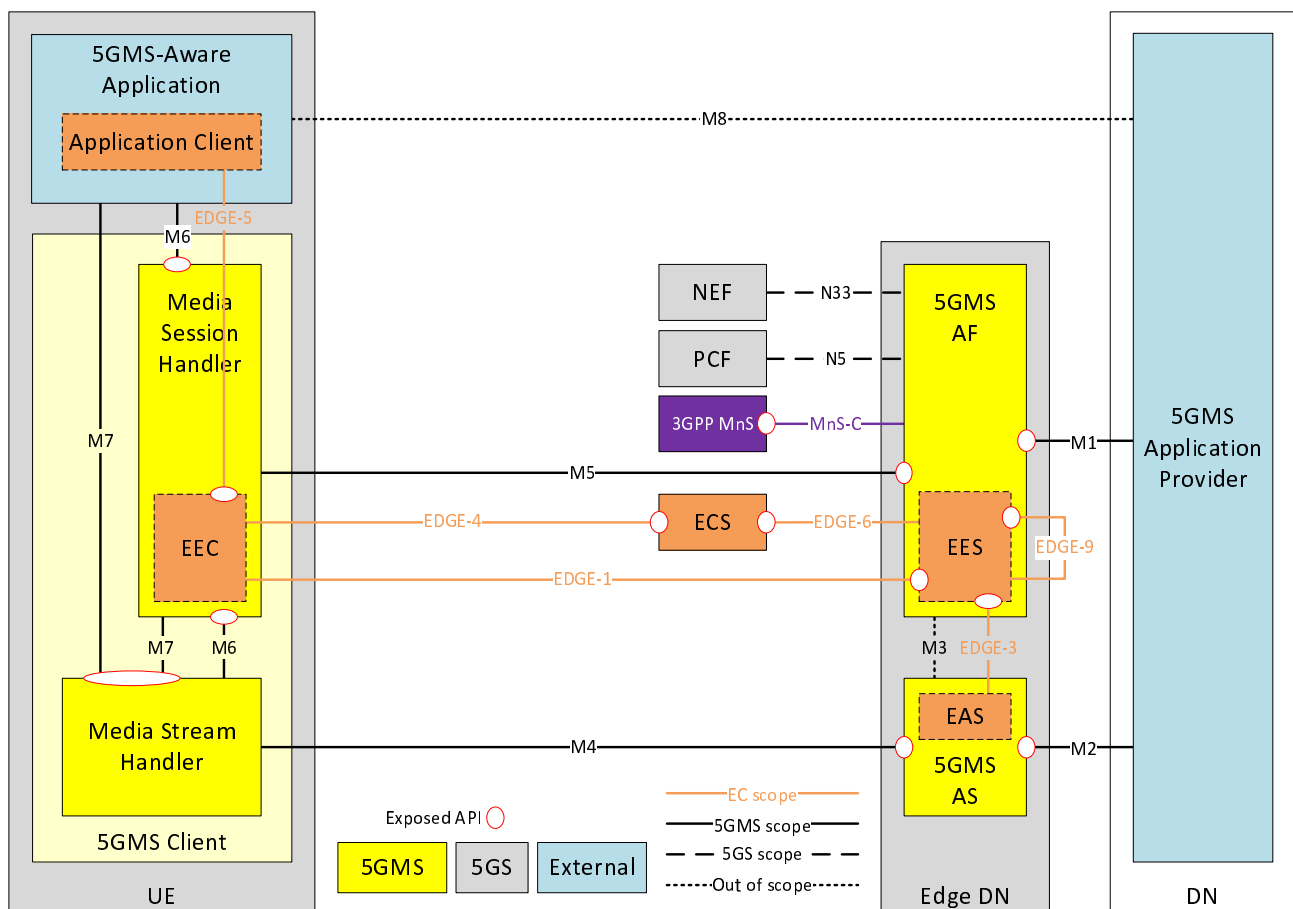 5GMS-Aware
Application
Application Client
M8
EDGE-5
M6
Media
Session
Handler
NEF
N33
5GMS
AF
PCF
N5
3GPP MnS
MnS-C
M7
M1
5GMS
Application
Provider
M5
EEC
EDGE-4
ECS
EDGE-6
EES
EDGE-9
EDGE-1
M7
M6
M3
EDGE-3
Media Stream
Handler
M4
EAS
5GMS
AS
M2
5GMS Client
UE
Exposed API
5GMS
5GS
External
EC scope
5GMS scope
5GS scope
Out of scope
Edge DN
DN